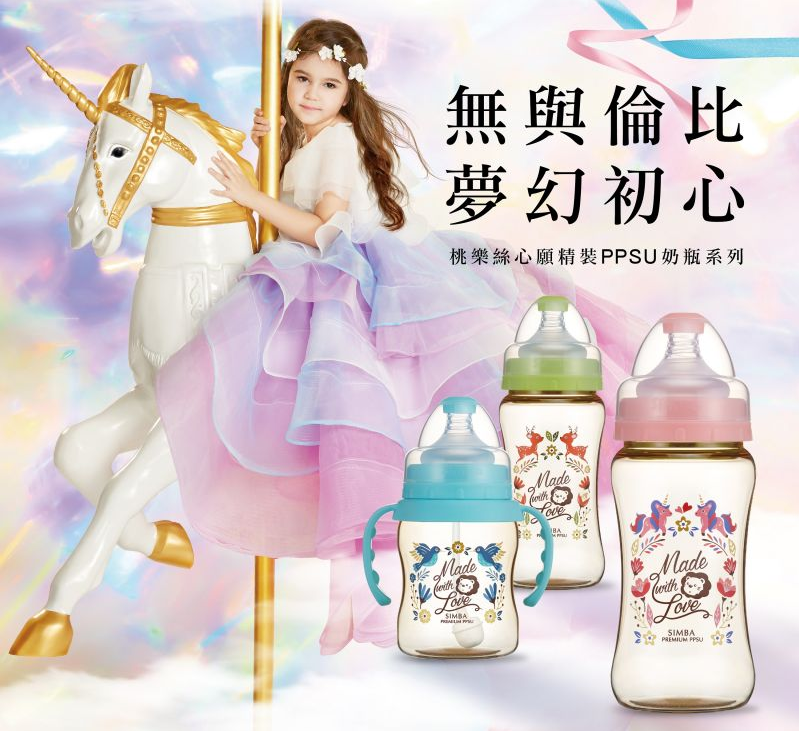 無與倫比
夢幻初心
桃樂絲心願精裝PPSU奶瓶系列
Made
with
Love
SIMBA
PREMIUM PPSU
Made
with
Love
SIMBA
PREMIUM PPSU
Made
with
Love
SIMBA
PREMIUM PPSU